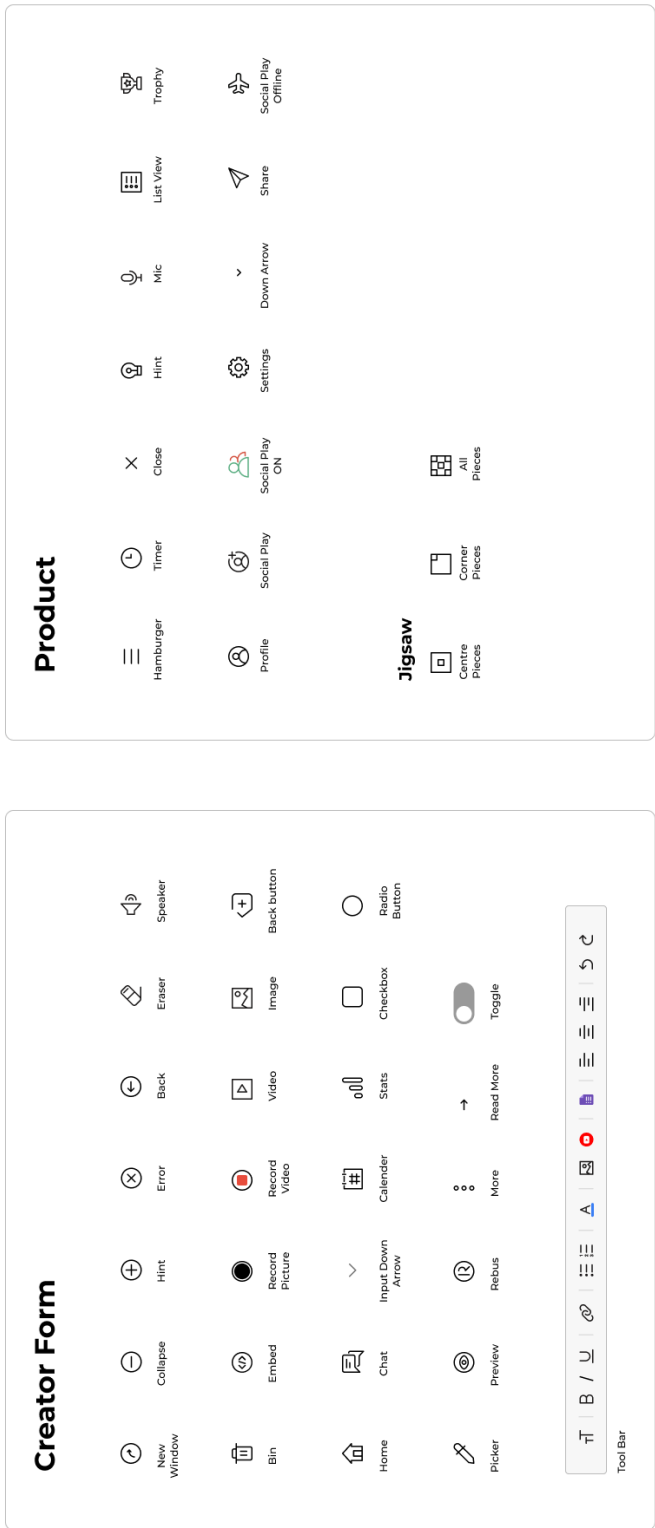 Creator Form
New
Window
Collapse
Hint
Error
Back
Eraser
Speaker
Bin
Embed
Record
Picture
Record
Video
Video
Image
Back button
Home
Chat
Input Down
Arrow
Calender
Stats
Checkbox
Radio
Button
Picker
Preview
Rebus
More
Read More
Toggle
TT B / U A
Tool Bar
Product
Hamburger
Timer
Close
Hint
Mic
List View
Trophy
Profile
Social Play
Social Play
ON
Settings
Down Arrow
Share
Social Play
Offline
Jigsaw
Centre
Pieces
Corner
Pieces
All
Pieces